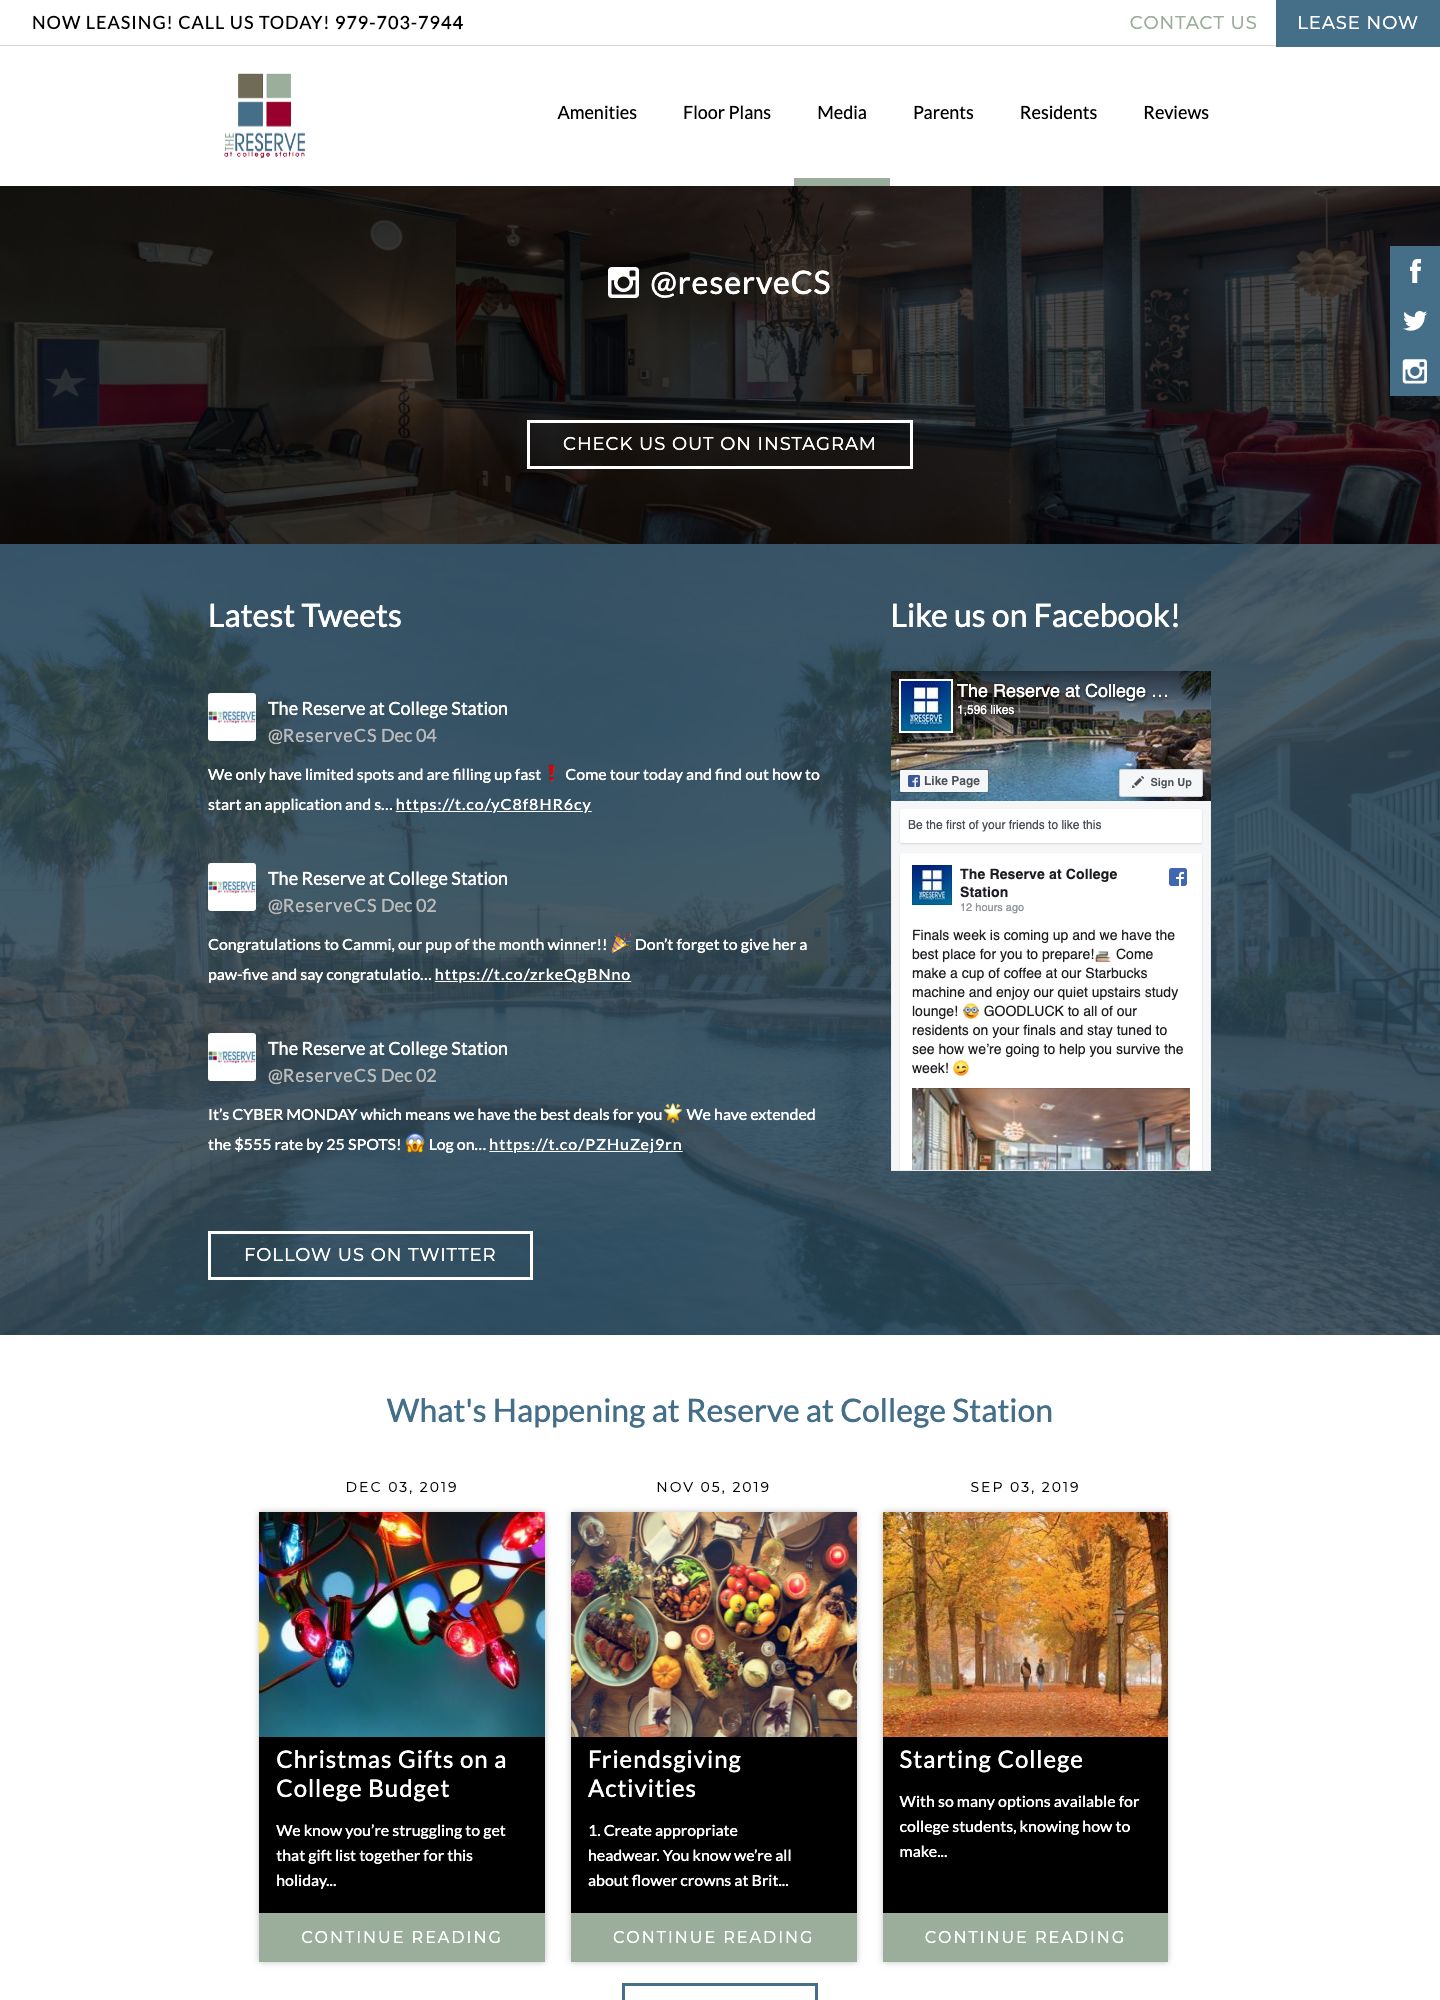 NOW LEASING! CALL US TODAY! 979-703-7944
CONTACT US
LEASE NOW
THE RESERVE
at college station
Amenities
Floor Plans
Media
Parents
Residents
Reviews
@reserveCS
CHECK US OUT ON INSTAGRAM
Latest Tweets
The Reserve at College Station
@ReserveCS Dec 04
We only have limited spots and are filling up fast❗ Come tour today and find out how to
start an application and s... https://t.co/yC8f8HR6cy
The Reserve at College Station
@ReserveCS Dec 02
Congratulations to Cammi, our pup of the month winner!! 🎉 Don't forget to give her a
paw-five and say congratulatio... https://t.co/zrkeQgBNno
The Reserve at College Station
@ReserveCS Dec 02
It's CYBER MONDAY which means we have the best deals for you🌟 We have extended
the $555 rate by 25 SPOTS! 😱 Log on... https://t.co/PZHuZej9rn
FOLLOW US ON TWITTER
Like us on Facebook!
The Reserve at College ...
1,596 likes
Like Page
Sign Up
Be the first of your friends to like this
The Reserve at College
Station
12 hours ago
Finals week is coming up and we have the
best place for you to prepare!📚 Come
make a cup of coffee at our Starbucks
machine and enjoy our quiet upstairs study
lounge! 🤓 GOODLUCK to all of our
residents on your finals and stay tuned to
see how we're going to help you survive the
week! 😉
What's Happening at Reserve at College Station
DEC 03, 2019
Christmas Gifts on a
College Budget
We know you're struggling to get
that gift list together for this
holiday...
CONTINUE READING
NOV 05, 2019
Friendsgiving
Activities
1. Create appropriate
headwear. You know we're all
about flower crowns at Brit...
CONTINUE READING
SEP 03, 2019
Starting College
With so many options available for
college students, knowing how to
make...
CONTINUE READING